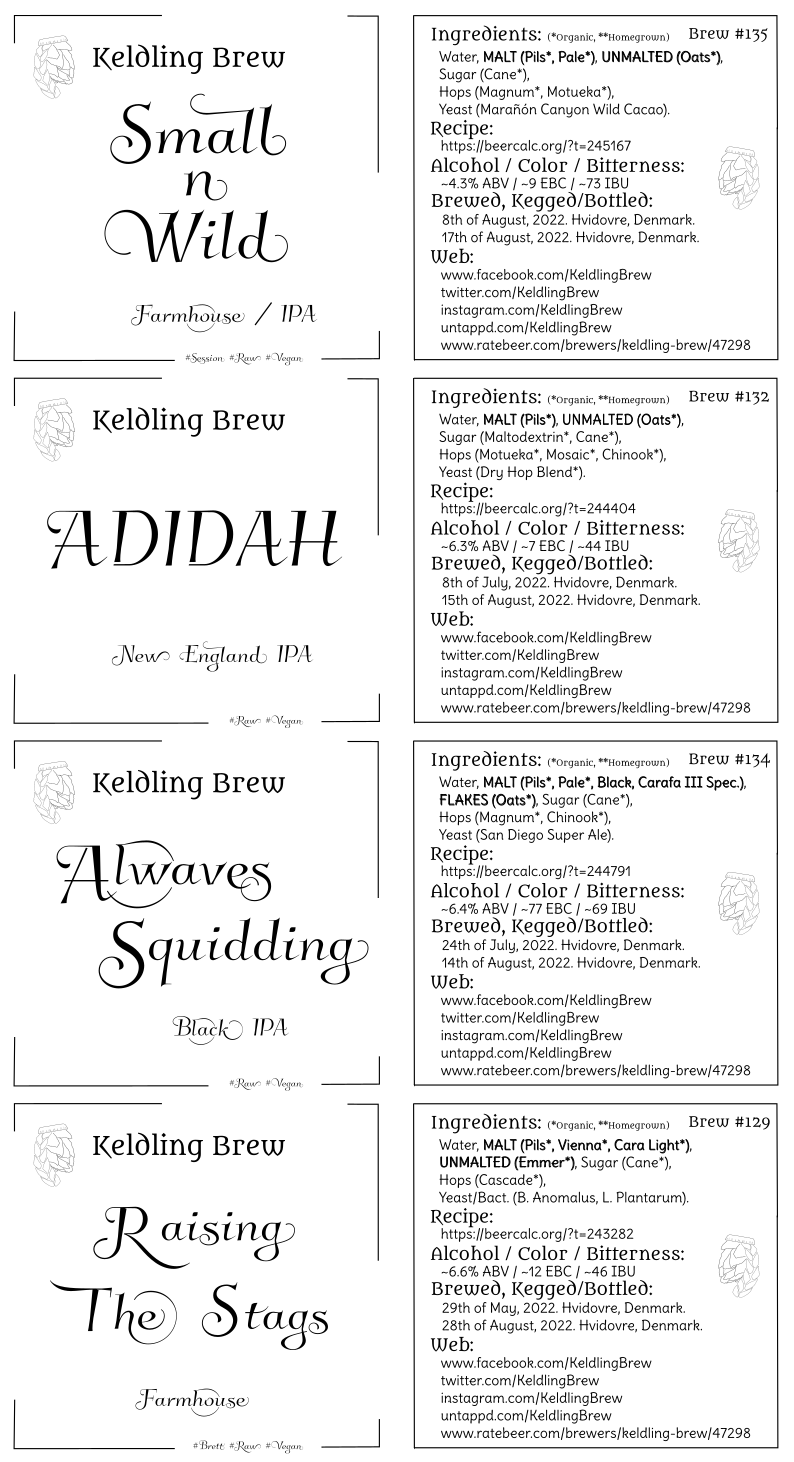 Keldling Brew
Small
n
Wild
Farmhouse / IPA
#Session #Raw #Vegan
Ingredients: (*Organic, **Homegrown) Brew #135
Water, MALT (Pils*, Pale*), UNMALTED (Oats*),
Sugar (Cane*),
Hops (Magnum*, Motueka*),
Yeast (Marañón Canyon Wild Cacao).
Recipe:
https://beercalc.org/?t=245167
Alcohol / Color / Bitterness:
~4.3% ABV / ~9 EBC / ~73 IBU
Brewed, Kegged/Bottled:
8th of August, 2022. Hvidovre, Denmark.
17th of August, 2022. Hvidovre, Denmark.
Web:
www.facebook.com/KeldlingBrew
twitter.com/KeldlingBrew
instagram.com/KeldlingBrew
untappd.com/KeldlingBrew
www.ratebeer.com/brewers/keldling-brew/47298
Keldling Brew
ADIDAH
New England IPA
#Raw #Vegan
Ingredients: (*Organic, **Homegrown) Brew #132
Water, MALT (Pils*), UNMALTED (Oats*),
Sugar (Maltodextrin*, Cane*),
Hops (Motueka*, Mosaic*, Chinook*),
Yeast (Dry Hop Blend*).
Recipe:
https://beercalc.org/?t=244404
Alcohol / Color / Bitterness:
~6.3% ABV / ~7 EBC / ~44 IBU
Brewed, Kegged/Bottled:
8th of July, 2022. Hvidovre, Denmark.
15th of August, 2022. Hvidovre, Denmark.
Web:
www.facebook.com/KeldlingBrew
twitter.com/KeldlingBrew
instagram.com/KeldlingBrew
untappd.com/KeldlingBrew
www.ratebeer.com/brewers/keldling-brew/47298
Keldling Brew
Alwaves
Squidding
Black IPA
#Raw #Vegan
Ingredients: (*Organic, **Homegrown) Brew #134
Water, MALT (Pils*, Pale*, Black, Carafa III Spec.),
FLAKES (Oats*), Sugar (Cane*),
Hops (Magnum*, Chinook*),
Yeast (San Diego Super Ale).
Recipe:
https://beercalc.org/?t=244791
Alcohol / Color / Bitterness:
~6.4% ABV / ~77 EBC / ~69 IBU
Brewed, Kegged/Bottled:
24th of July, 2022. Hvidovre, Denmark.
14th of August, 2022. Hvidovre, Denmark.
Web:
www.facebook.com/KeldlingBrew
twitter.com/KeldlingBrew
instagram.com/KeldlingBrew
untappd.com/KeldlingBrew
www.ratebeer.com/brewers/keldling-brew/47298
Keldling Brew
Raising
The Stags
Farmhouse
#Brett #Raw #Vegan
Ingredients: (*Organic, **Homegrown) Brew #129
Water, MALT (Pils*, Vienna*, Cara Light*),
UNMALTED (Emmer*), Sugar (Cane*),
Hops (Cascade*),
Yeast/Bact. (B. Anomalus, L. Plantarum).
Recipe:
https://beercalc.org/?t=243282
Alcohol / Color / Bitterness:
~6.6% ABV / ~12 EBC / ~46 IBU
Brewed, Kegged/Bottled:
29th of May, 2022. Hvidovre, Denmark.
28th of August, 2022. Hvidovre, Denmark.
Web:
www.facebook.com/KeldlingBrew
twitter.com/KeldlingBrew
instagram.com/KeldlingBrew
untappd.com/KeldlingBrew
www.ratebeer.com/brewers/keldling-brew/47298